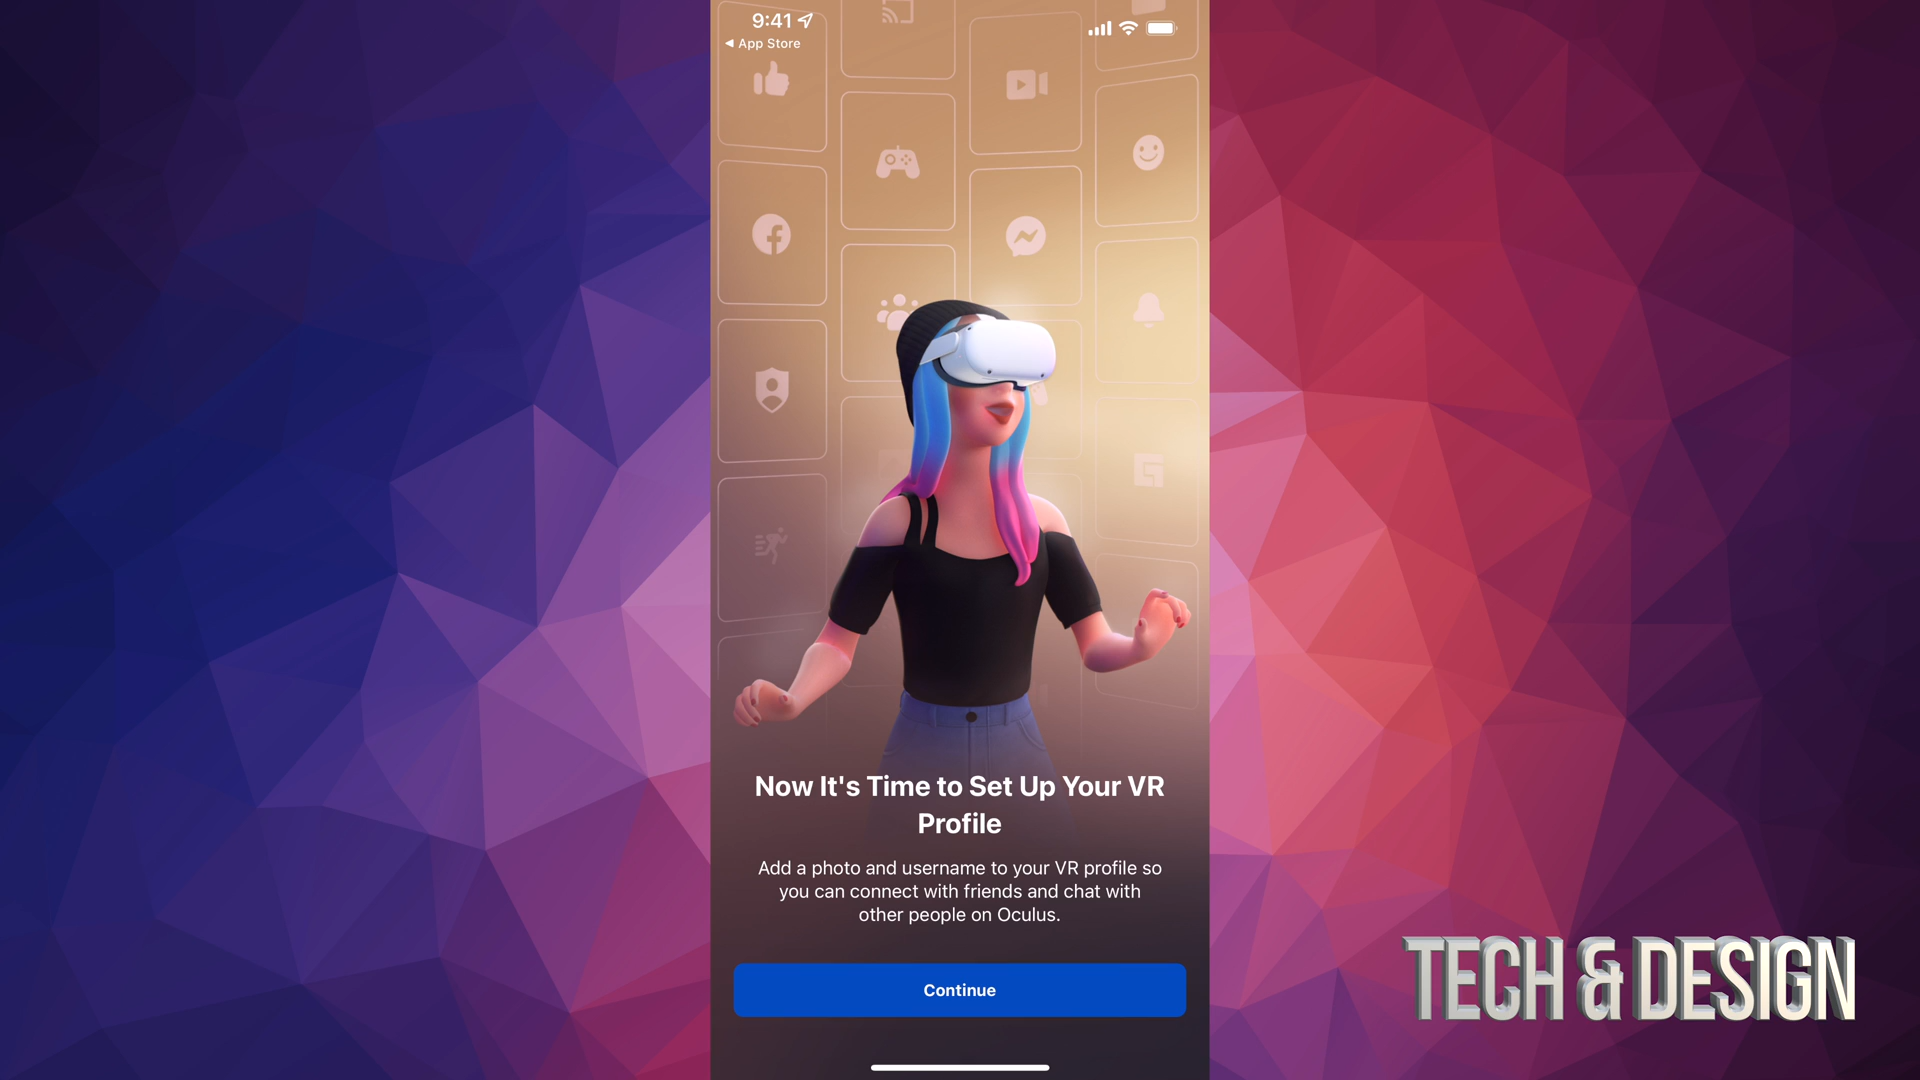 9:41
◀ App Store
Now It's Time to Set Up Your VR
Profile
Add a photo and username to your VR profile so
you can connect with friends and chat with
other people on Oculus.
Continue
TECH & DESIGN